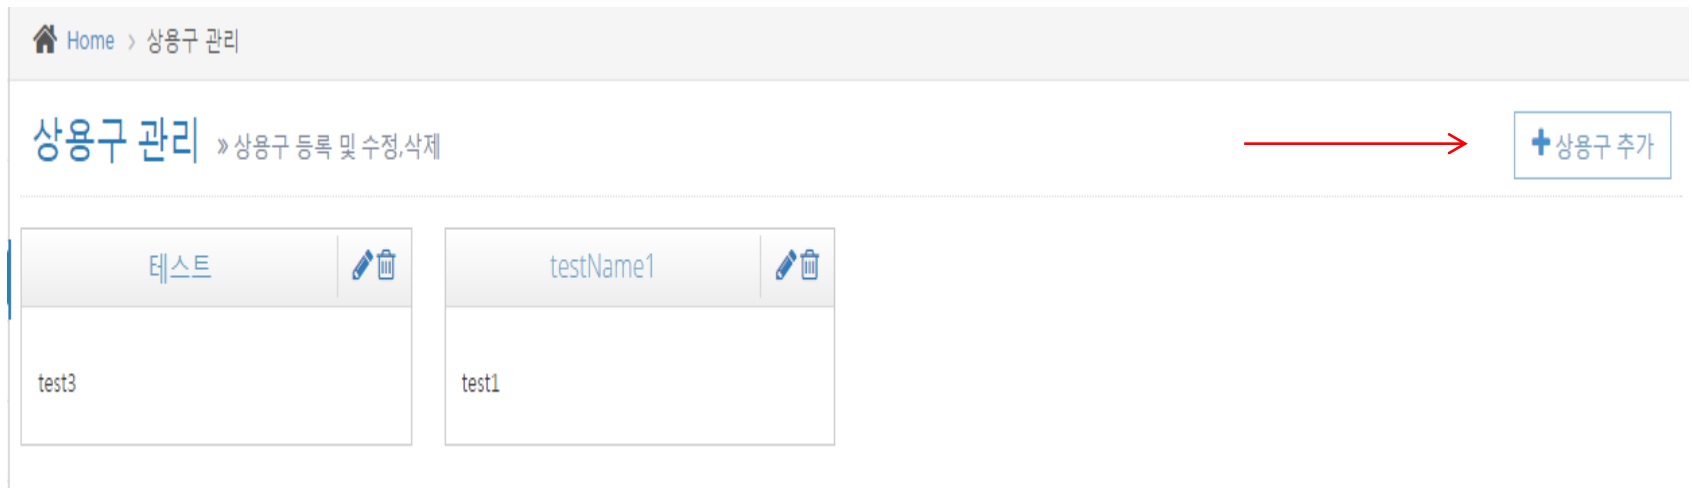 Home > 상용구 관리
상용구 관리 » 상용구 등록 및 수정,삭제
상용구 추가
테스트
test3
testName1
test1